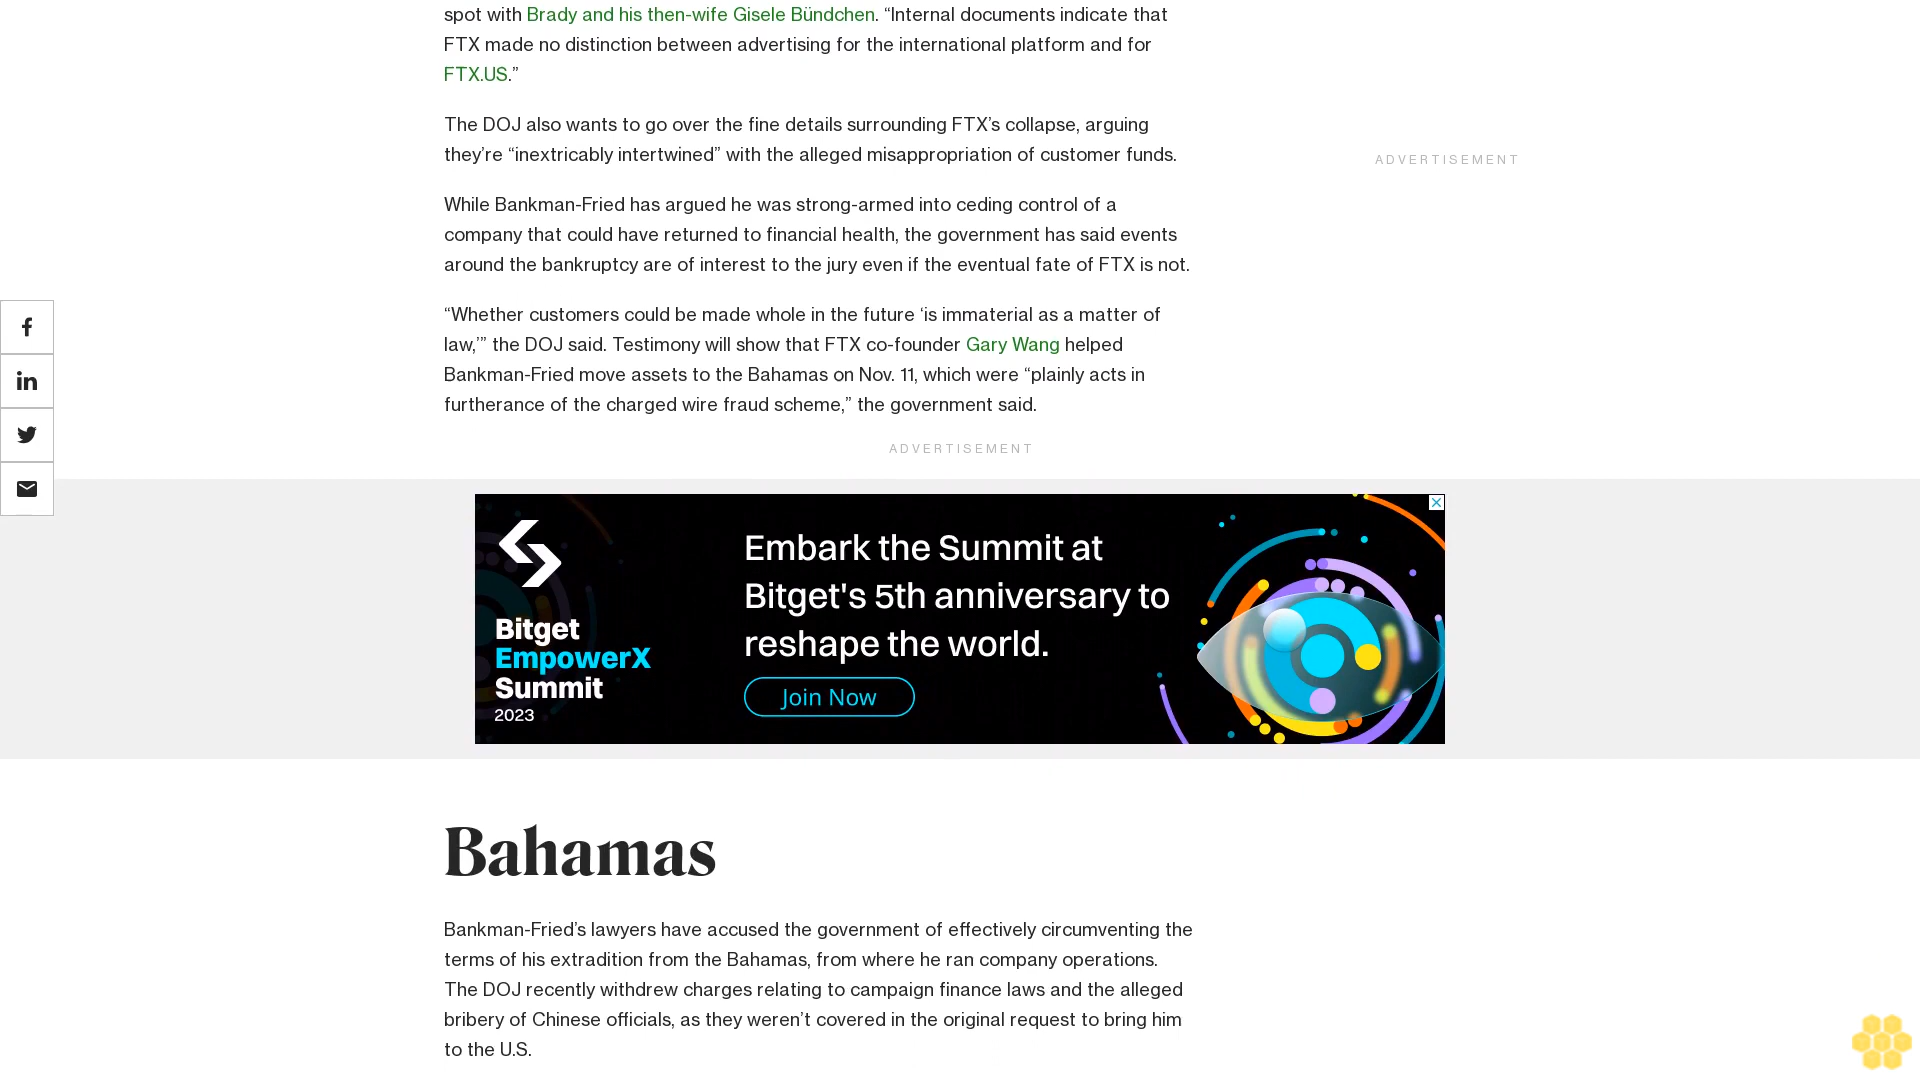 spot with Brady and his then-wife Gisele Bündchen. “Internal documents indicate that
FTX made no distinction between advertising for the international platform and for
FTX.US.”
The DOJ also wants to go over the fine details surrounding FTX’s collapse, arguing
they’re “inextricably intertwined” with the alleged misappropriation of customer funds.
ADVERTISEMENT
While Bankman-Fried has argued he was strong-armed into ceding control of a
company that could have returned to financial health, the government has said events
around the bankruptcy are of interest to the jury even if the eventual fate of FTX is not.
“Whether customers could be made whole in the future ‘is immaterial as a matter of
law,’” the DOJ said. Testimony will show that FTX co-founder Gary Wang helped
Bankman-Fried move assets to the Bahamas on Nov. 11, which were “plainly acts in
furtherance of the charged wire fraud scheme,” the government said.
ADVERTISEMENT
Bitget
EmpowerX
Summit
2023
Embark the Summit at
Bitget's 5th anniversary to
reshape the world.
Join Now
Bahamas
Bankman-Fried’s lawyers have accused the government of effectively circumventing the
terms of his extradition from the Bahamas, from where he ran company operations.
The DOJ recently withdrew charges relating to campaign finance laws and the alleged
bribery of Chinese officials, as they weren’t covered in the original request to bring him
to the U.S.